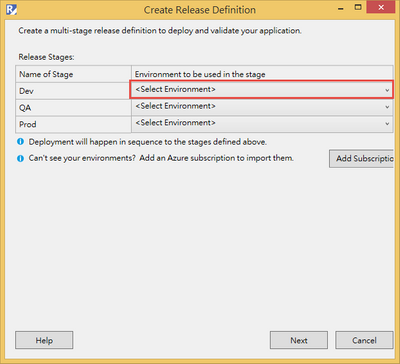 Create Release Definition
Create a multi-stage release definition to deploy and validate your application.
Release Stages:
Name of Stage Environment to be used in the stage
Dev <Select Environment>
QA <Select Environment>
Prod <Select Environment>
Deployment will happen in sequence to the stages defined above.
Can't see your environments? Add an Azure subscription to import them. Add Subscriptio
Help Next Cancel